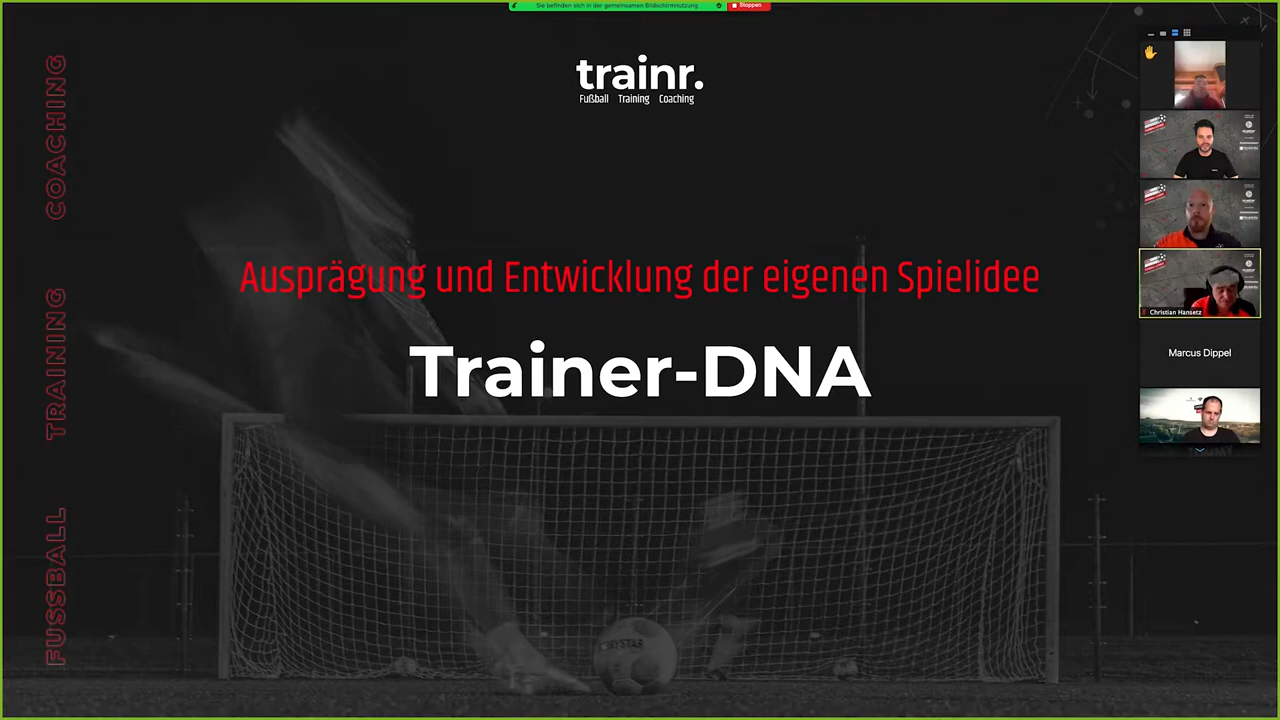 Sie befinden sich in der gemeinsamen Bildschirmnutzung
Stoppen
trainr.
Fußball Training Coaching
COACHING
TRAINING
FUSSBALL
Ausprägung und Entwicklung der eigenen Spielidee
Trainer-DNA
Christian Hansetz
Marcus Dippel